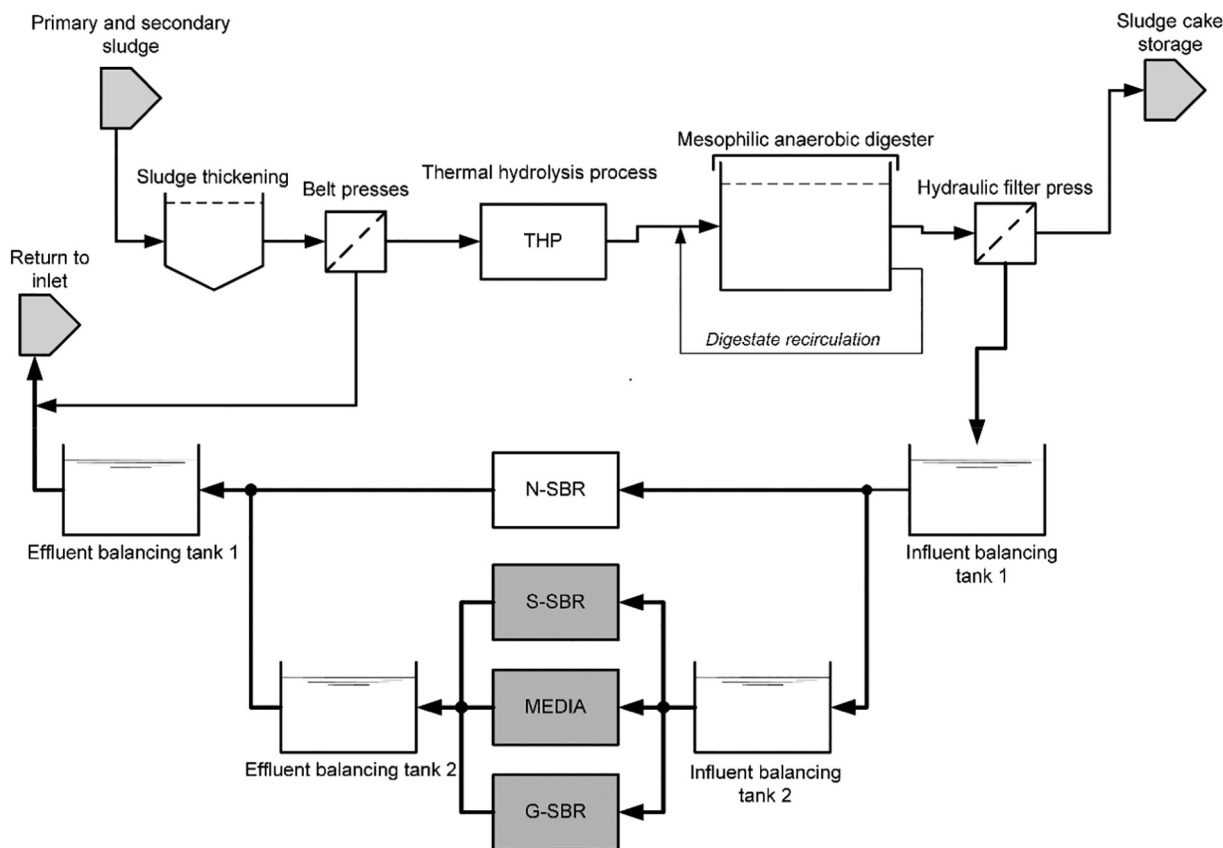 Primary and secondary
sludge
Sludge cake
storage
Mesophilic anaerobic digester
Sludge thickening
Belt presses
Thermal hydrolysis process
Hydraulic filter press
THP
Return to
inlet
Digestate recirculation
N-SBR
Effluent balancing tank 1
Influent balancing
tank 1
S-SBR
MEDIA
Effluent balancing tank 2
Influent balancing
tank 2
G-SBR